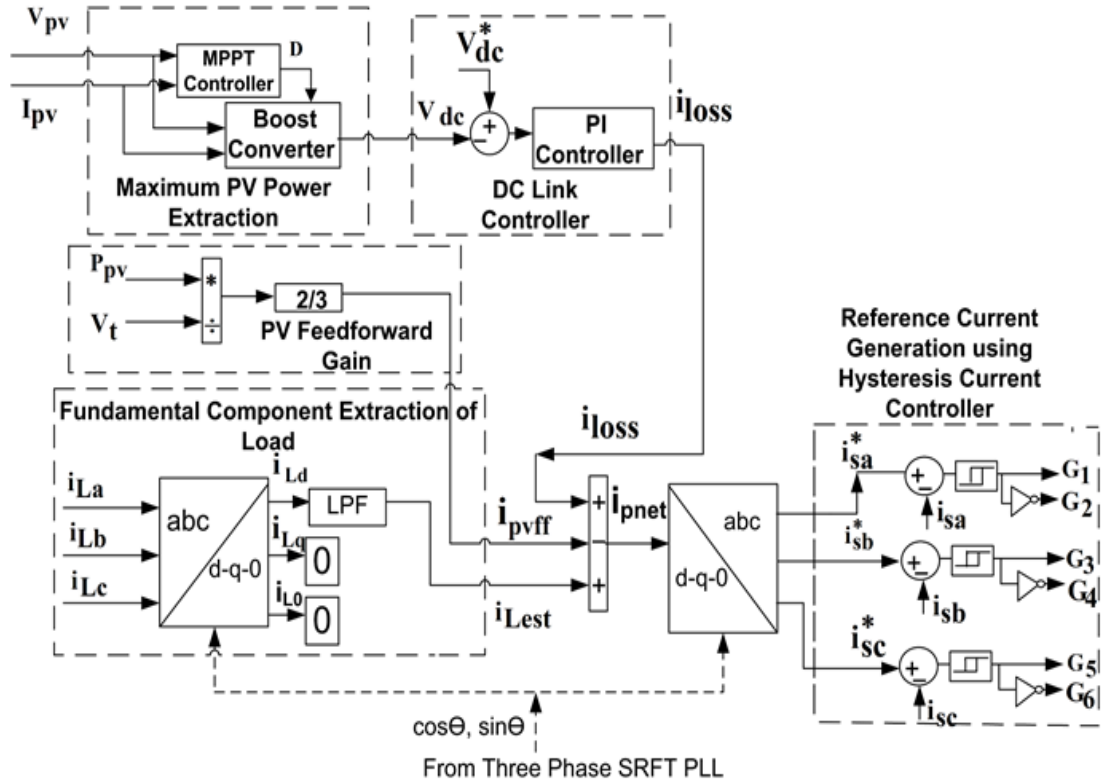 Vpv
Ipv
MPPT
Controller
D
Boost
Converter
Maximum PV Power
Extraction
Vdc
V*dc
+
−
PI
Controller
DC Link
Controller
iloss
Ppv
Vt
*
÷
2/3
PV Feedforward
Gain
Fundamental Component Extraction of
Load
iLa
iLb
iLc
abc
d-q-0
iLd
LPF
iLq
0
iL0
0
ipvff
iLest
iloss
+
−
+
ipnet
abc
d-q-0
Reference Current
Generation using
Hysteresis Current
Controller
i*sa
+
−
isa
G1
G2
i*sb
+
−
isb
G3
G4
i*sc
+
−
isc
G5
G6
cosϴ, sinϴ
From Three Phase SRFT PLL